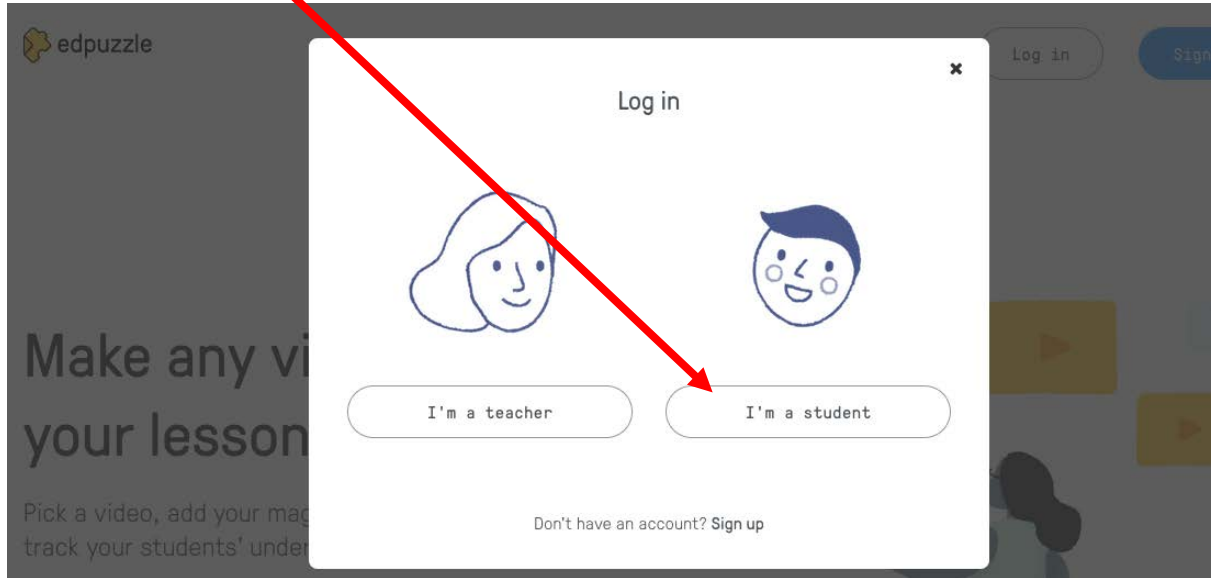 edpuzzle
Log in
Sign
Log in
Make any vi
your lesson
I'm a teacher
I'm a student
Pick a video, add your mag
track your students' under
Don't have an account? Sign up